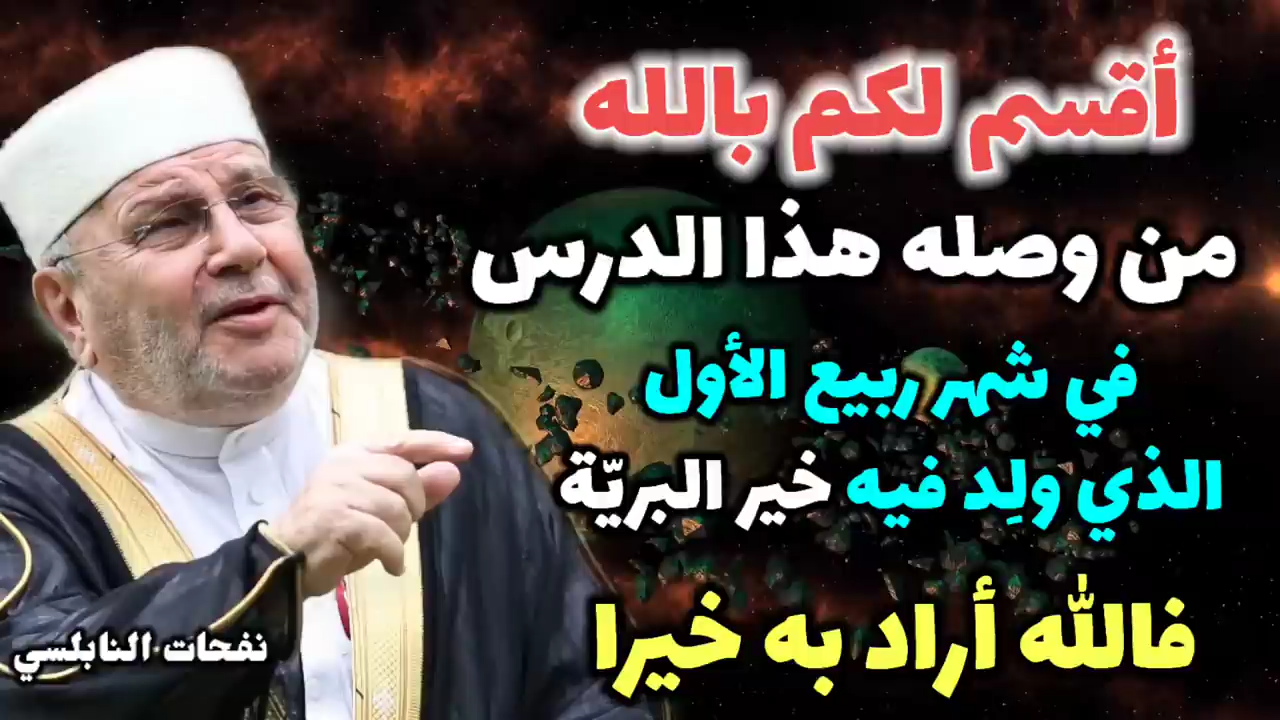 أقسم لكم بالله
من وصله هذا الدرس
في شهر ربيع الأول
الذي ولِد فيه خير البريّة
فالله أراد به خيرا
نفحات النابلسي